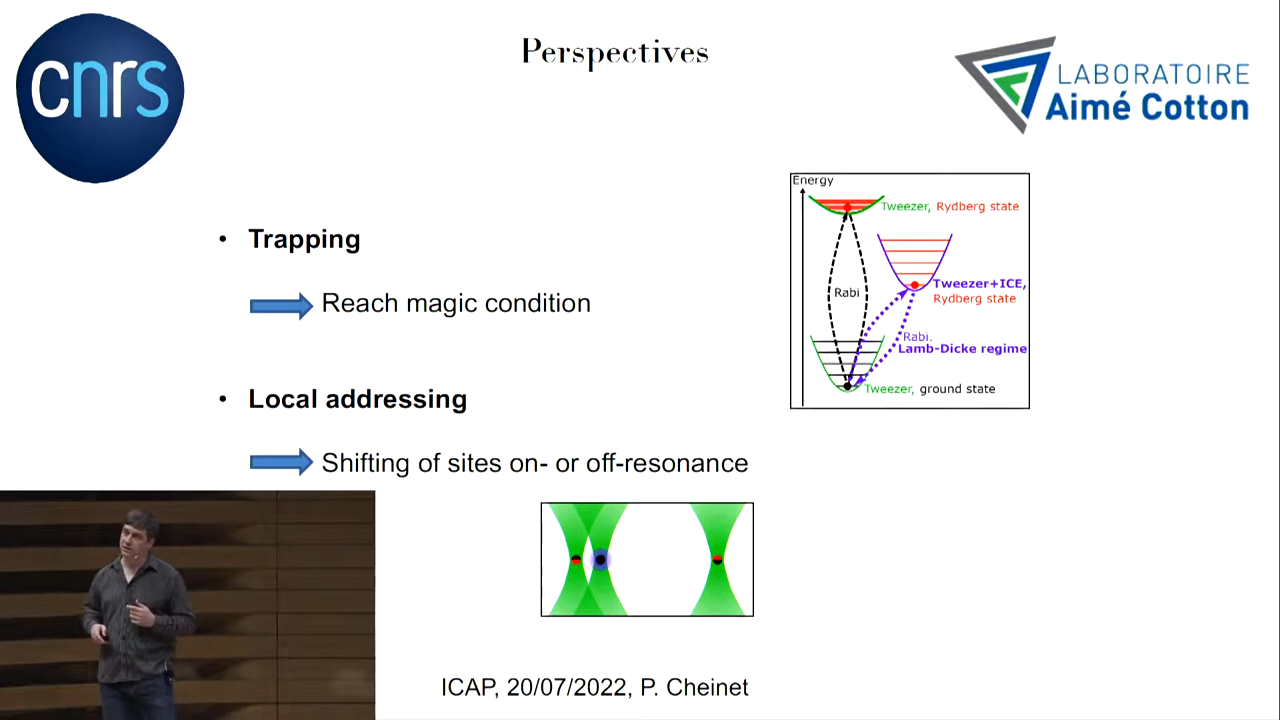 Perspectives
cnrs
LABORATOIRE
Aimé Cotton
Energy
Tweezer, Rydberg state
Tweezer+ICE,
Rydberg state
Rabi
Rabi.
Lamb-Dicke regime
Tweezer, ground state
• Trapping
Reach magic condition
• Local addressing
Shifting of sites on- or off-resonance
ICAP, 20/07/2022, P. Cheinet